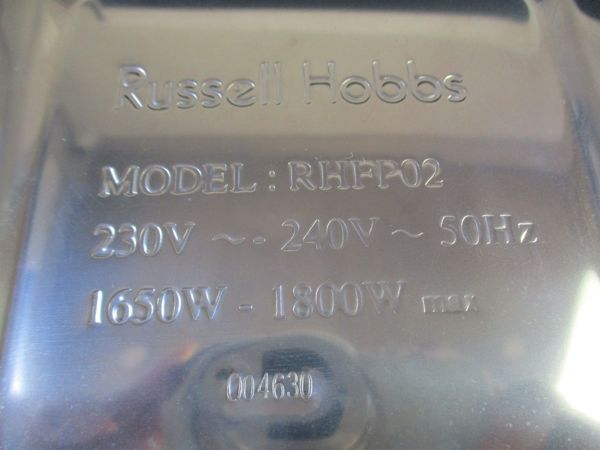 Russell Hobbs
MODEL : RHFP02
230V ~ - 240V ~ 50Hz
1650W - 1800W max
004630